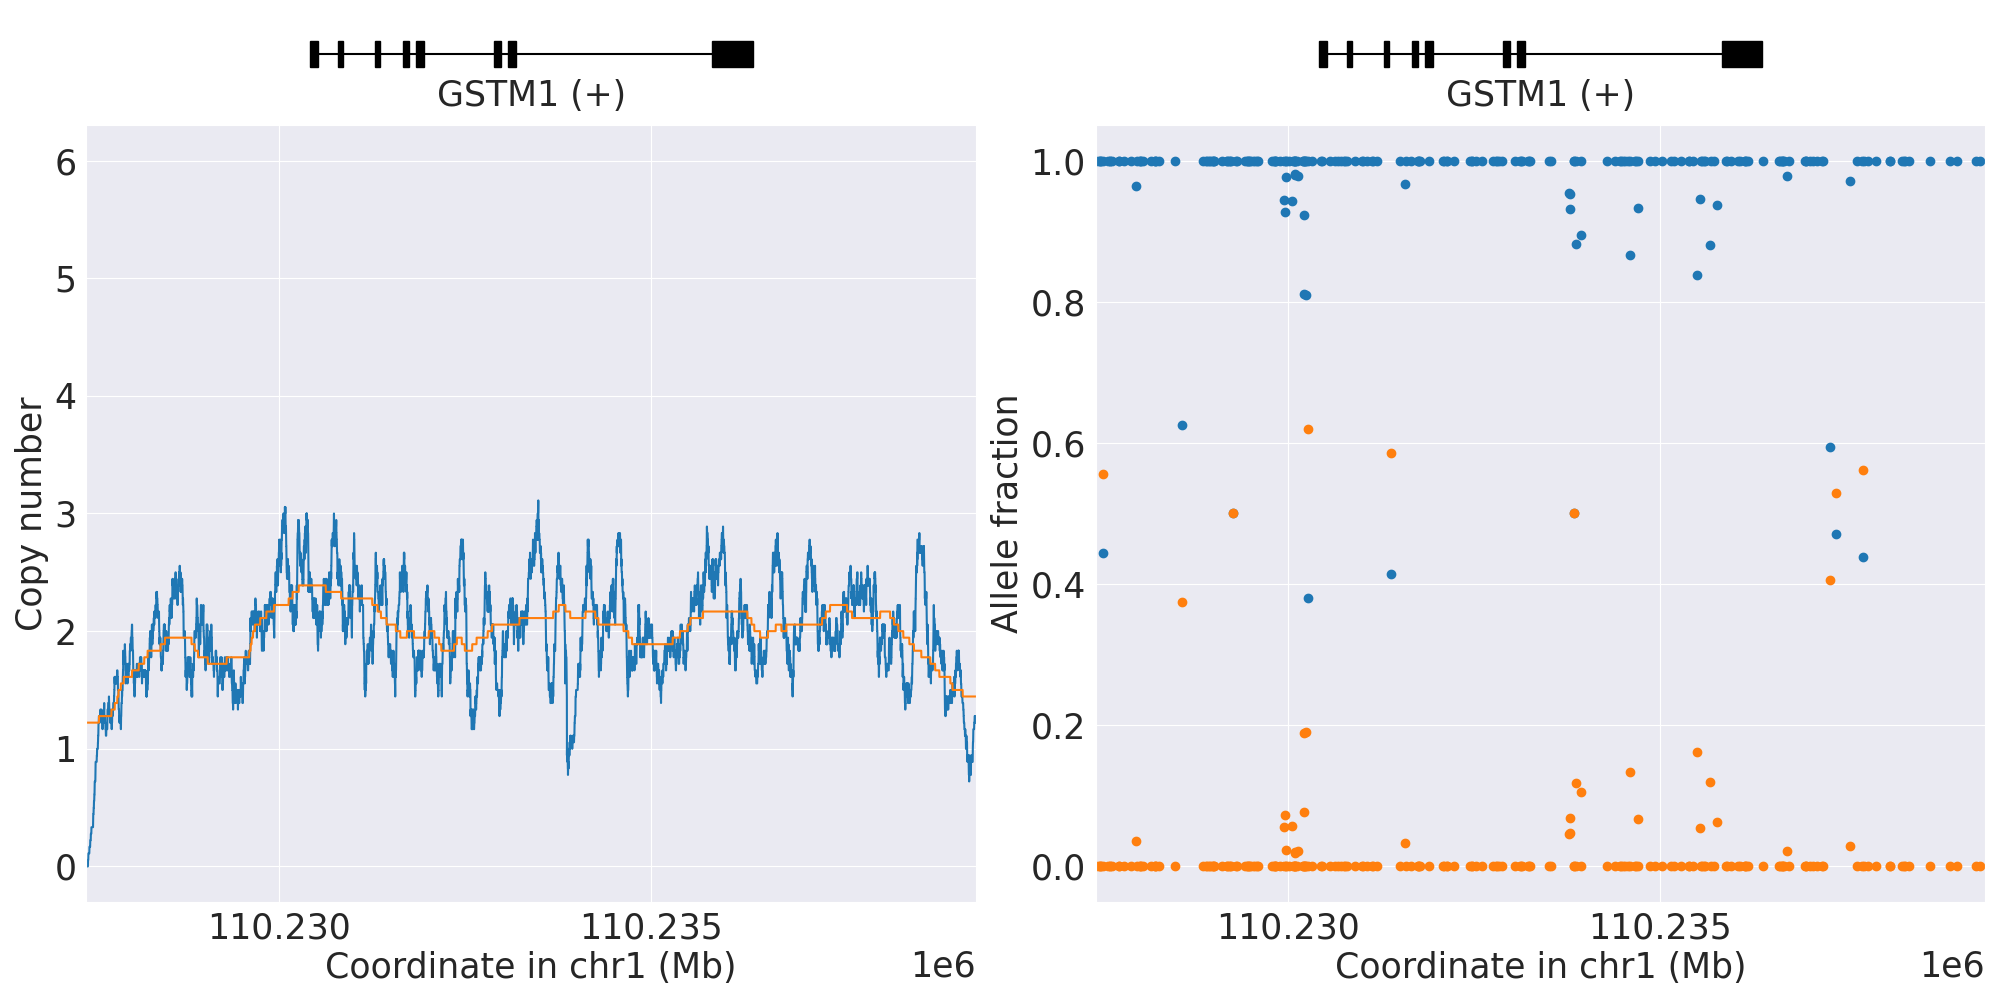 GSTM1 (+)
Copy number
6
5
4
3
2
1
0
110.230
110.235
Coordinate in chr1 (Mb)
1e6
GSTM1 (+)
Allele fraction
1.0
0.8
0.6
0.4
0.2
0.0
110.230
110.235
Coordinate in chr1 (Mb)
1e6